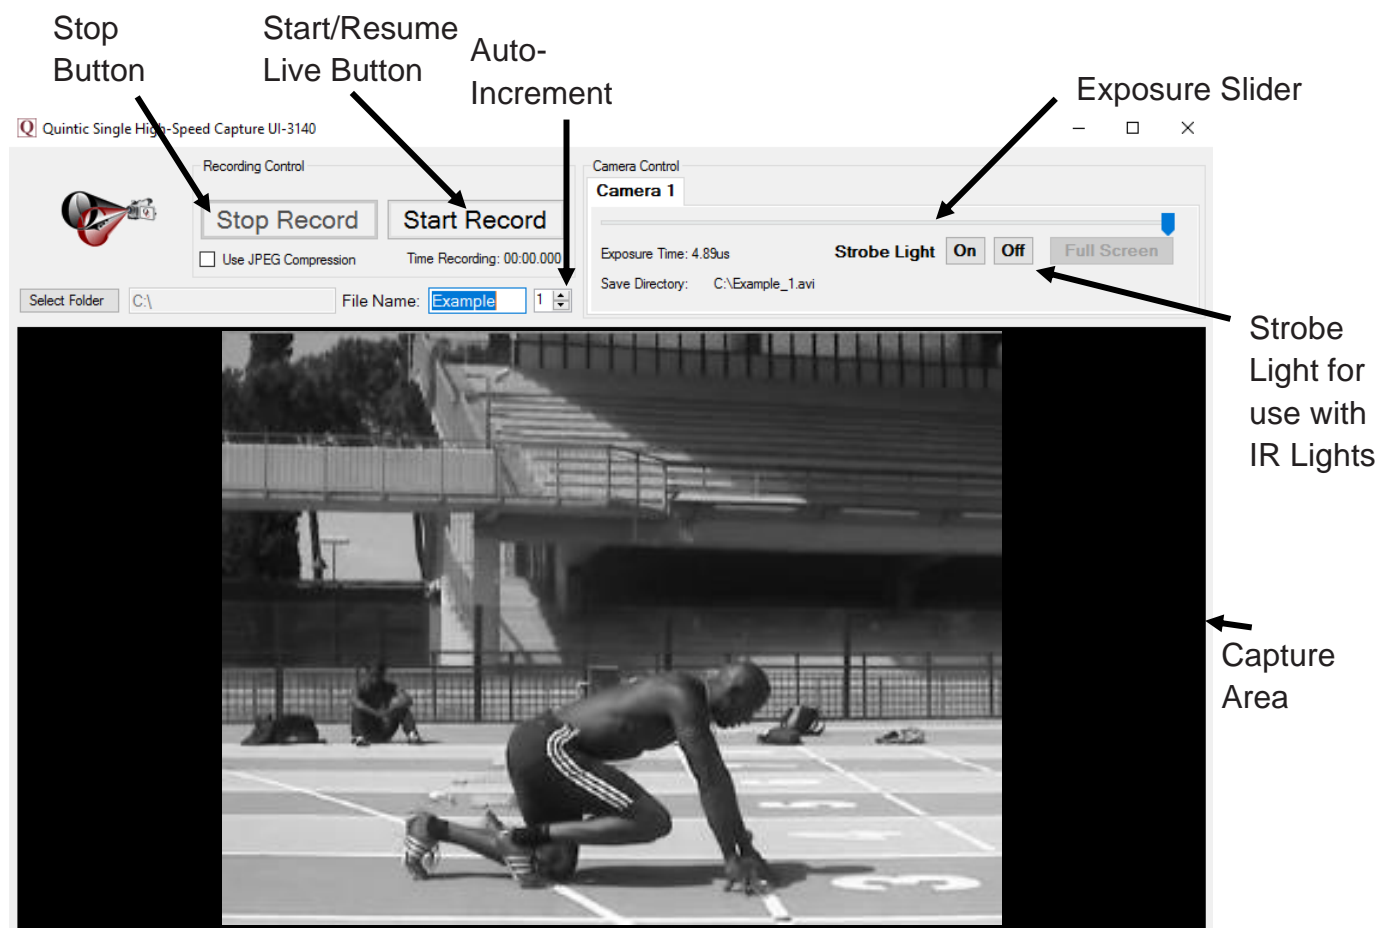 Stop
Button
Start/Resume
Live Button
Auto-
Increment
Exposure Slider
Q Quintic Single High-Speed Capture UI-3140
Recording Control
Camera Control
Camera 1
Stop Record
Start Record
Use JPEG Compression
Time Recording: 00:00.000
Exposure Time: 4.89us
Strobe Light
On
Off
Full Screen
Save Directory: C:\Example_1.avi
Select Folder
C:\
File Name:
Example
1
Strobe
Light for
use with
IR Lights
Capture
Area
3